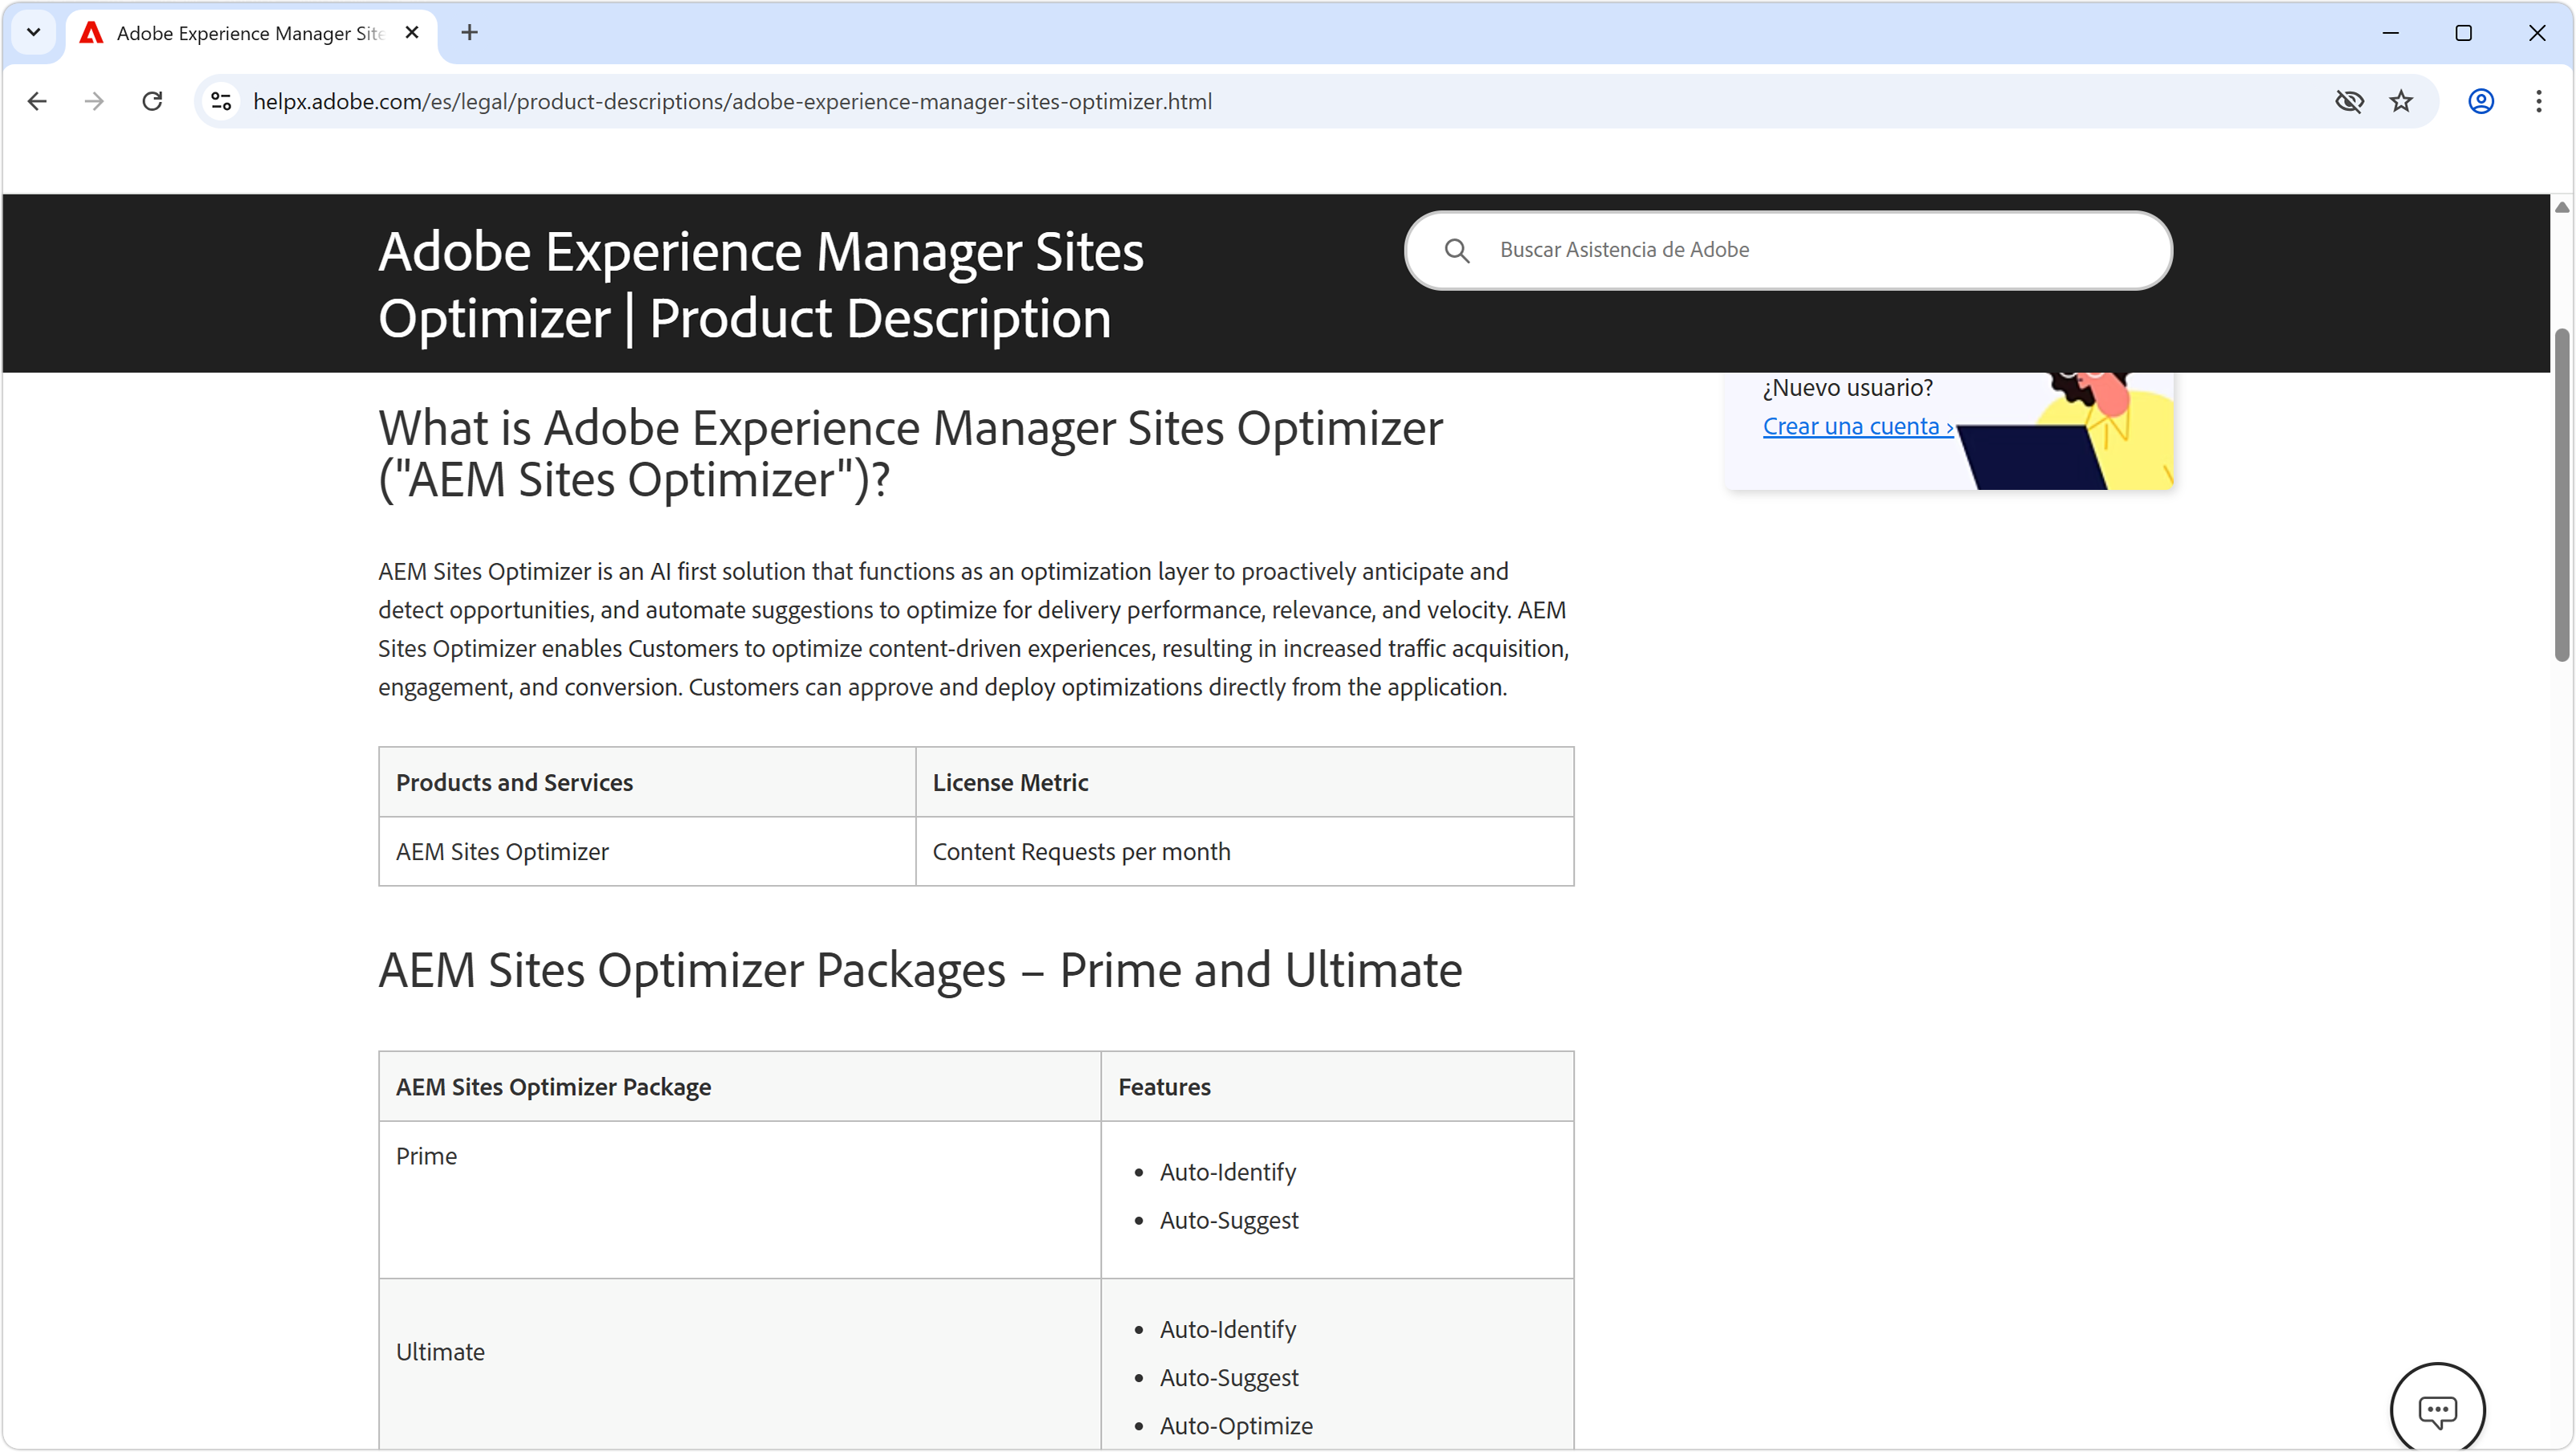 Adobe Experience Manager Site
helpx.adobe.com/es/legal/product-descriptions/adobe-experience-manager-sites-optimizer.html
Adobe Experience Manager Sites
Optimizer | Product Description
Buscar Asistencia de Adobe
¿Nuevo usuario?
Crear una cuenta ›
What is Adobe Experience Manager Sites Optimizer
("AEM Sites Optimizer")?
AEM Sites Optimizer is an AI first solution that functions as an optimization layer to proactively anticipate and
detect opportunities, and automate suggestions to optimize for delivery performance, relevance, and velocity. AEM
Sites Optimizer enables Customers to optimize content-driven experiences, resulting in increased traffic acquisition,
engagement, and conversion. Customers can approve and deploy optimizations directly from the application.
Products and Services
License Metric
AEM Sites Optimizer
Content Requests per month
AEM Sites Optimizer Packages – Prime and Ultimate
AEM Sites Optimizer Package
Features
Prime
• Auto-Identify
• Auto-Suggest
Ultimate
• Auto-Identify
• Auto-Suggest
• Auto-Optimize